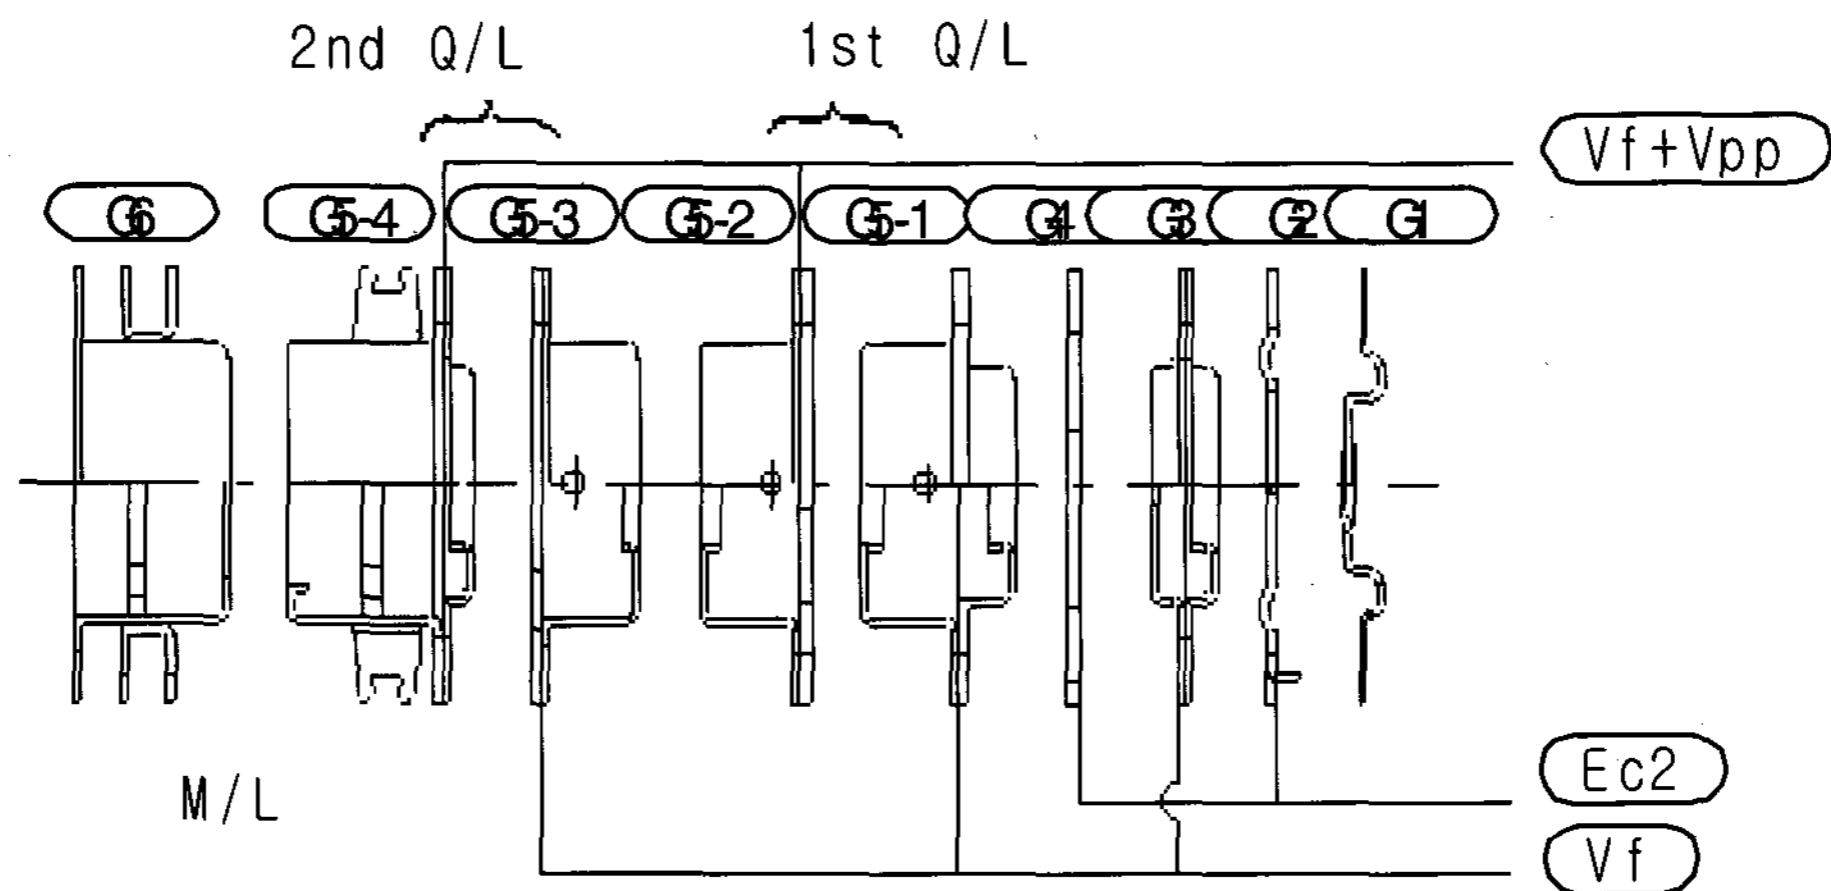 2nd Q/L 1st Q/L
Vf+Vpp
G6 G5-4 G5-3 G5-2 G5-1 G4 G3 G2 G1
M/L
Ec2
Vf